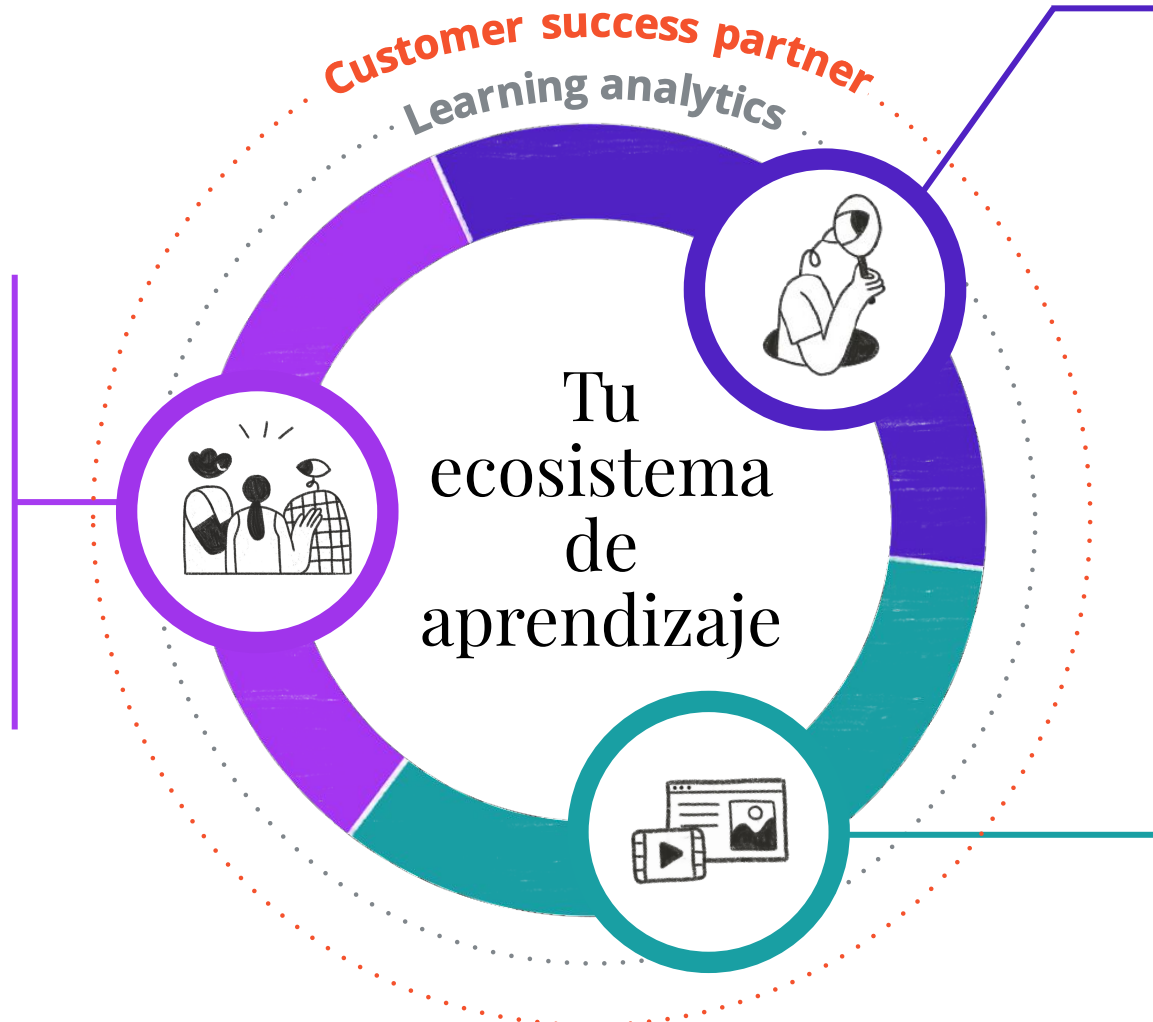 Customer success partner
Learning analytics
Tu
ecosistema
de
aprendizaje